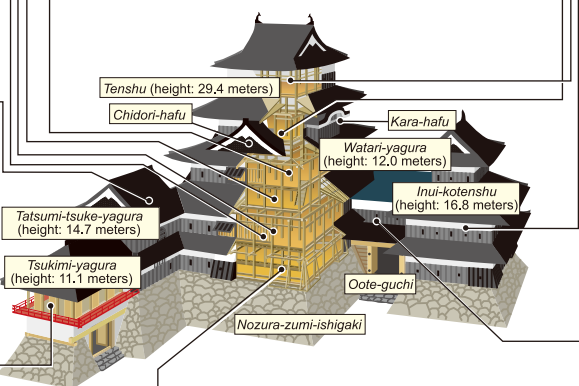 Tenshu (height: 29.4 meters)
Chidori-hafu
Kara-hafu
Watari-yagura
(height: 12.0 meters)
Inui-kotenshu
(height: 16.8 meters)
Tatsumi-tsuke-yagura
(height: 14.7 meters)
Tsukimi-yagura
(height: 11.1 meters)
Oote-guchi
Nozura-zumi-ishigaki